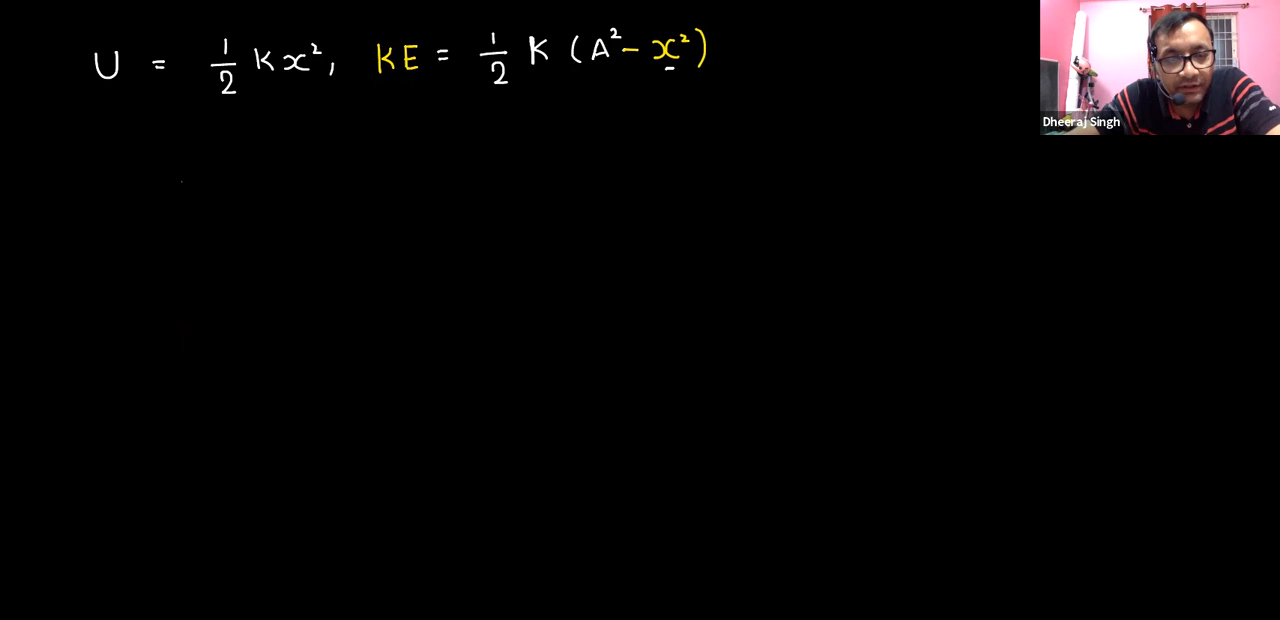 U = 1/2 Kx², KE = 1/2 K (A² - x²)
Dheeraj Singh